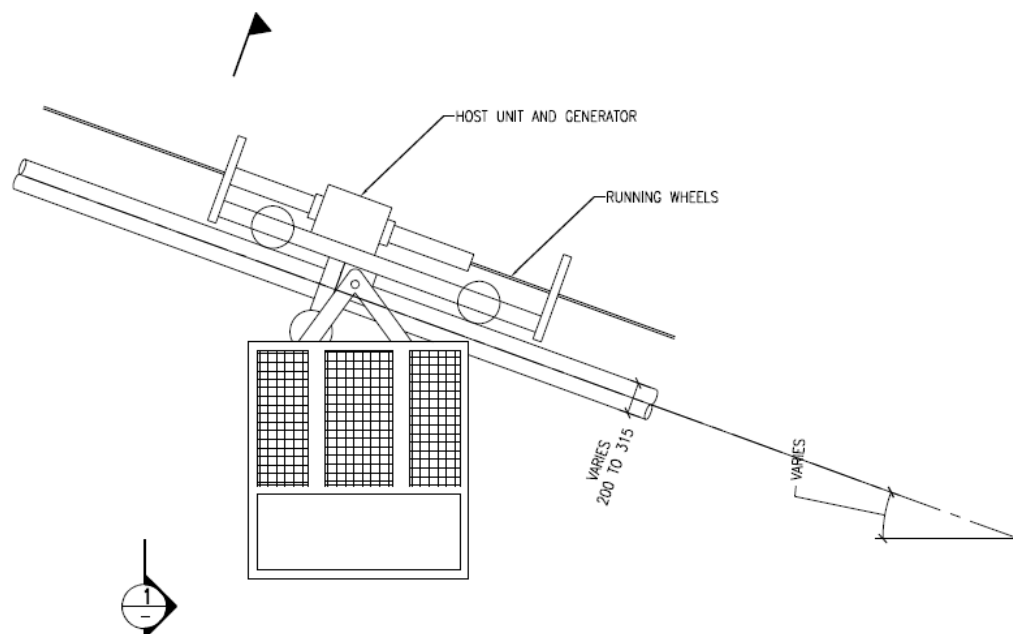 HOST UNIT AND GENERATOR
RUNNING WHEELS
VARIES
200 TO 315
VARIES
1
-